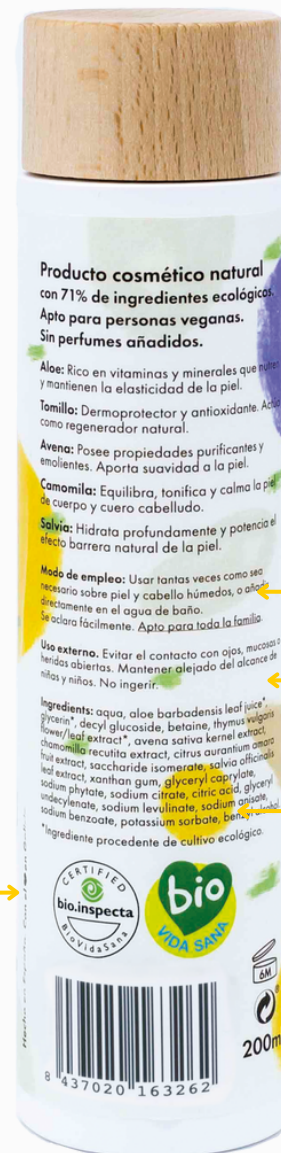 Producto cosmético natural
con 71% de ingredientes ecológicos.
Apto para personas veganas.
Sin perfumes añadidos.
Aloe: Rico en vitaminas y minerales que nutren
y mantienen la elasticidad de la piel.
Tomillo: Dermoprotector y antioxidante. Actúa
como regenerador natural.
Avena: Posee propiedades purificantes y
emolientes. Aporta suavidad a la piel.
Camomila: Equilibra, tonifica y calma la piel
de cuerpo y cuero cabelludo.
Salvia: Hidrata profundamente y potencia el
efecto barrera natural de la piel.
Modo de empleo: Usar tantas veces como sea
necesario sobre piel y cabello húmedos, o añadir
directamente en el agua de baño.
Se aclara fácilmente. Apto para toda la familia.
Uso externo. Evitar el contacto con ojos, mucosas o
heridas abiertas. Mantener alejado del alcance de
niñas y niños. No ingerir.
Ingredients: aqua, aloe barbadensis leaf juice*,
glycerin*, decyl glucoside, betaine, thymus vulgaris
flower/leaf extract*, avena sativa kernel extract,
chamomilla recutita extract, citrus aurantium amara
fruit extract, saccharide isomerate, salvia officinalis
leaf extract, xanthan gum, glyceryl caprylate,
sodium phytate, sodium citrate, citric acid, glyceryl
undecylenate, sodium levulinate, sodium anisate,
sodium benzoate, potassium sorbate, benzyl alcohol.
*Ingrediente procedente de cultivo ecológico.
CERTIFIED
bio.inspecta
BioVidaSana
bio
VIDA SANA
Hecho en España. Con el
6M
200m
8 437020 163262